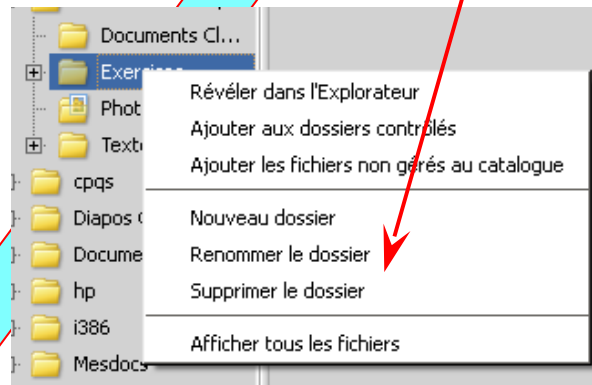 Documents Cl...
Exercices
Révéler dans l'Explorateur
Phot
Ajouter aux dossiers contrôlés
Text
Ajouter les fichiers non gérés au catalogue
cpqs
Diapos
Nouveau dossier
Docume
Renommer le dossier
hp
Supprimer le dossier
i386
Afficher tous les fichiers
Mesdocs